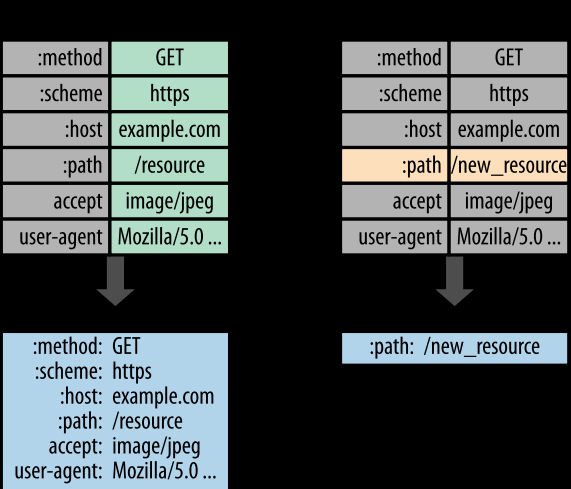 :method GET
:scheme https
:host example.com
:path /resource
accept image/jpeg
user-agent Mozilla/5.0 ...
:method: GET
:scheme: https
:host: example.com
:path: /resource
accept: image/jpeg
user-agent: Mozilla/5.0 ...
:method GET
:scheme https
:host example.com
:path /new_resource
accept image/jpeg
user-agent Mozilla/5.0 ...
:path: /new_resource